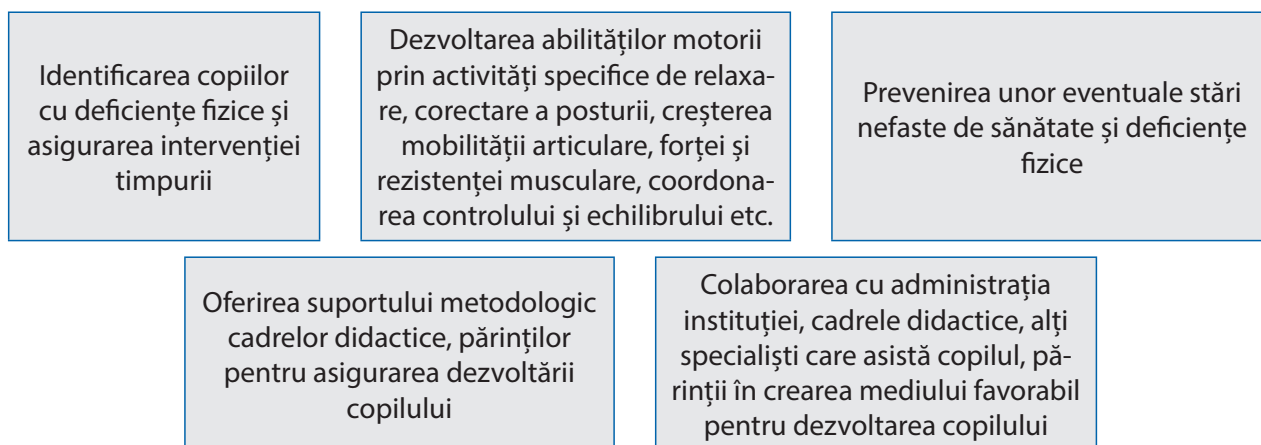 Identificarea copiilor
cu deficiențe fizice și
asigurarea intervenției
timpurii
Dezvoltarea abilităților motorii
prin activități specifice de relaxa-
re, corectare a posturii, creșterea
mobilității articulare, forței și
rezistenței musculare, coordona-
rea controlului și echilibrului etc.
Prevenirea unor eventuale stări
nefaste de sănătate și deficiențe
fizice
Oferirea suportului metodologic
cadrelor didactice, părinților
pentru asigurarea dezvoltării
copilului
Colaborarea cu administrația
instituției, cadrele didactice, alți
specialiști care asistă copilul, pă-
rinții în crearea mediului favorabil
pentru dezvoltarea copilului